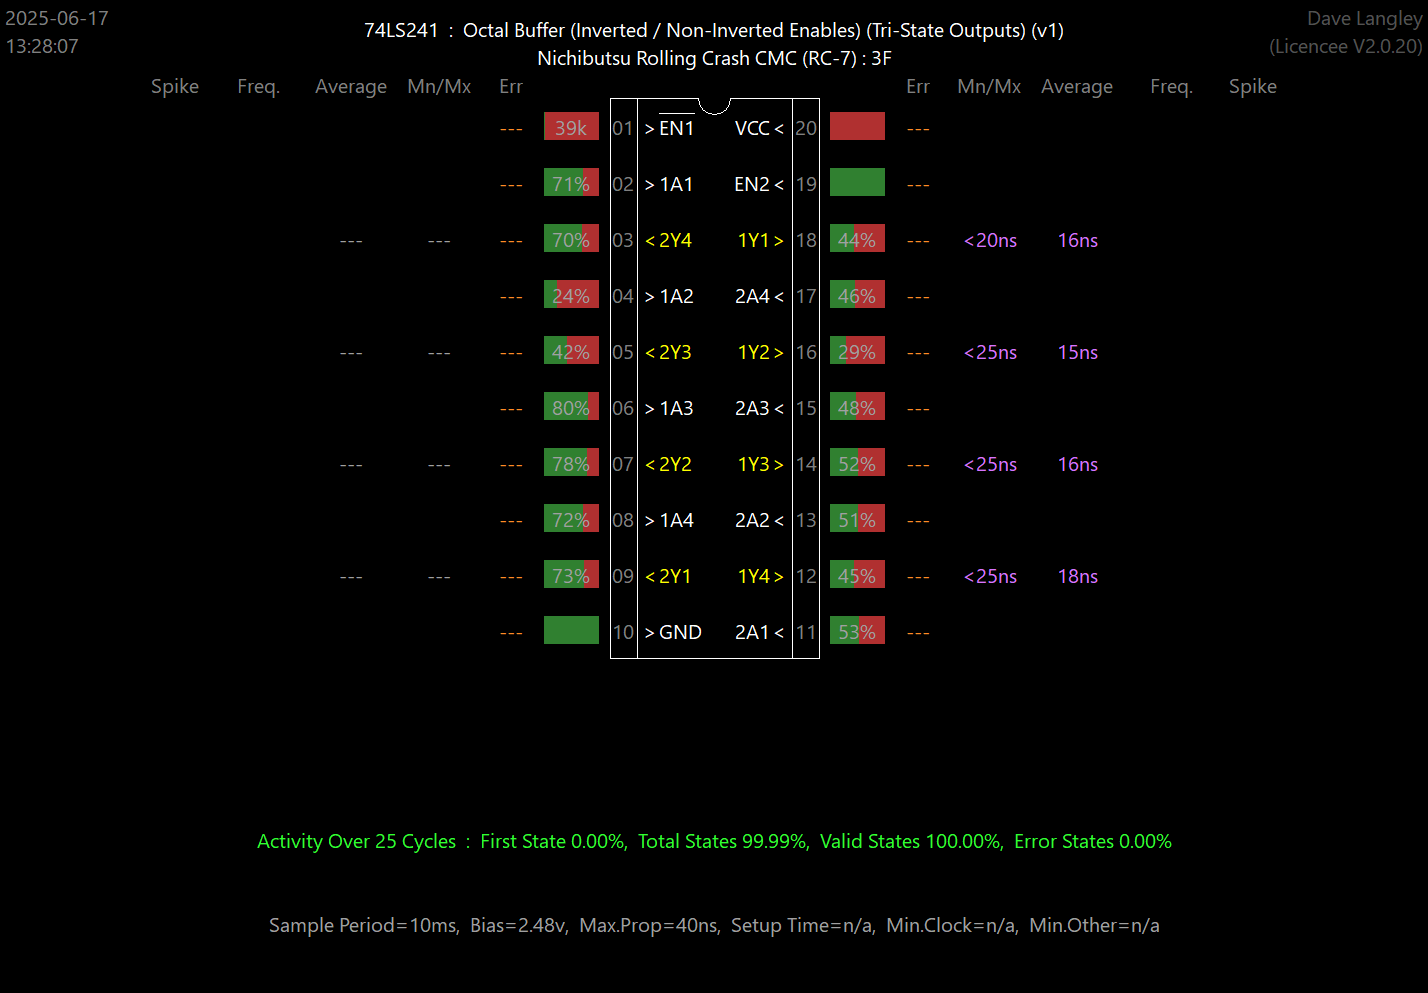 2025-06-17
13:28:07
74LS241 : Octal Buffer (Inverted / Non-Inverted Enables) (Tri-State Outputs) (v1)
Nichibutsu Rolling Crash CMC (RC-7) : 3F
Dave Langley
(Licencee V2.0.20)
Spike Freq. Average Mn/Mx Err Err Mn/Mx Average Freq. Spike
--- 39k 01 > EN1 VCC < 20 ---
--- 71% 02 > 1A1 EN2 < 19 ---
--- --- --- 70% 03 < 2Y4 1Y1 > 18 44% --- <20ns 16ns
--- 24% 04 > 1A2 2A4 < 17 46% ---
--- --- --- 42% 05 < 2Y3 1Y2 > 16 29% --- <25ns 15ns
--- 80% 06 > 1A3 2A3 < 15 48% ---
--- --- --- 78% 07 < 2Y2 1Y3 > 14 52% --- <25ns 16ns
--- 72% 08 > 1A4 2A2 < 13 51% ---
--- --- --- 73% 09 < 2Y1 1Y4 > 12 45% --- <25ns 18ns
--- 10 > GND 2A1 < 11 53% ---
Activity Over 25 Cycles : First State 0.00%, Total States 99.99%, Valid States 100.00%, Error States 0.00%
Sample Period=10ms, Bias=2.48v, Max.Prop=40ns, Setup Time=n/a, Min.Clock=n/a, Min.Other=n/a